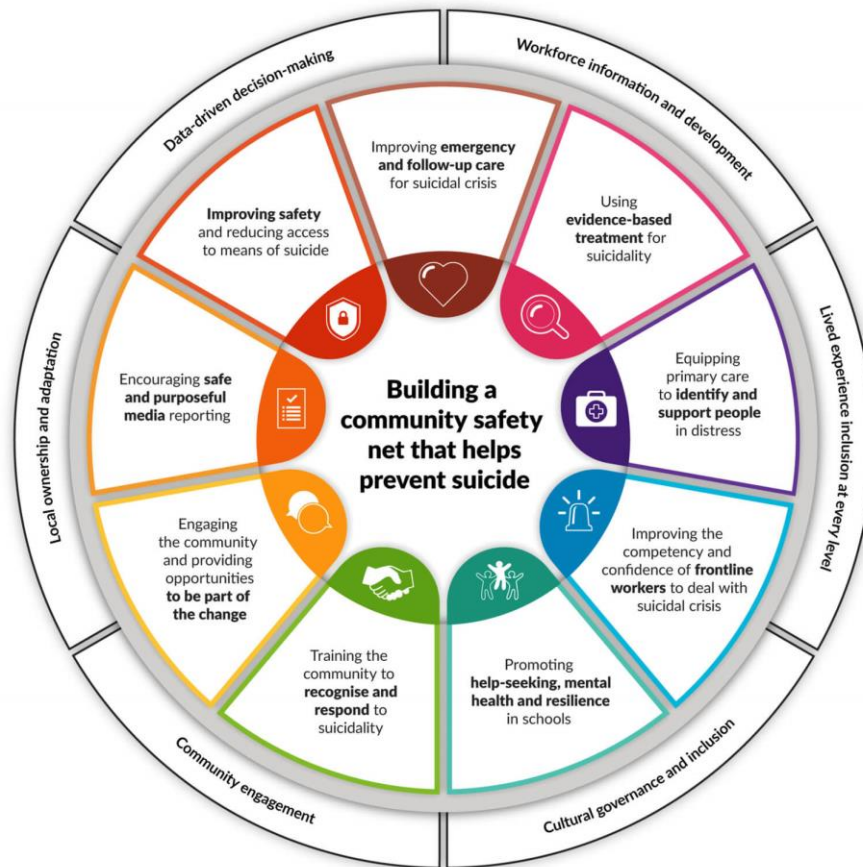 Data-driven decision-making
Workforce information and development
Lived experience inclusion at every level
Cultural governance and inclusion
Community engagement
Local ownership and adaptation
Improving emergency
and follow-up care
for suicidal crisis
Using
evidence-based
treatment for
suicidality
Equipping
primary care
to identify and
support people
in distress
Improving the
competency and
confidence of frontline
workers to deal with
suicidal crisis
Promoting
help-seeking, mental
health and resilience
in schools
Training the
community to
recognise and
respond to
suicidality
Engaging
the community
and providing
opportunities
to be part of
the change
Encouraging safe
and purposeful
media reporting
Improving safety
and reducing access
to means of suicide
Building a
community safety
net that helps
prevent suicide